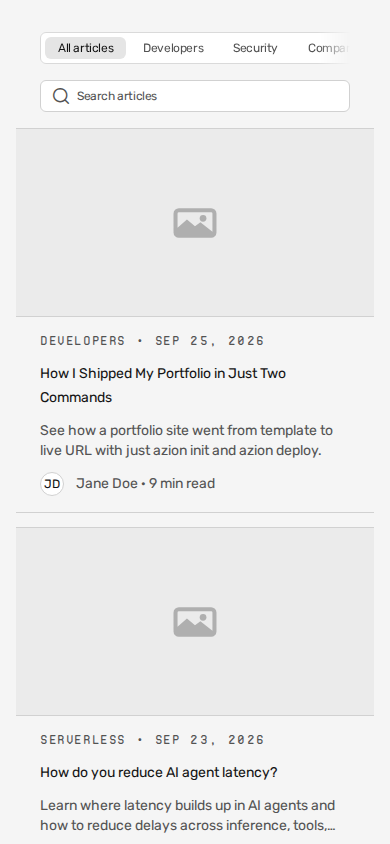 All articles Developers Security Compa
Search articles
DEVELOPERS • SEP 25, 2026
How I Shipped My Portfolio in Just Two
Commands
See how a portfolio site went from template to
live URL with just azion init and azion deploy.
JD Jane Doe • 9 min read
SERVERLESS • SEP 23, 2026
How do you reduce AI agent latency?
Learn where latency builds up in AI agents and
how to reduce delays across inference, tools,...